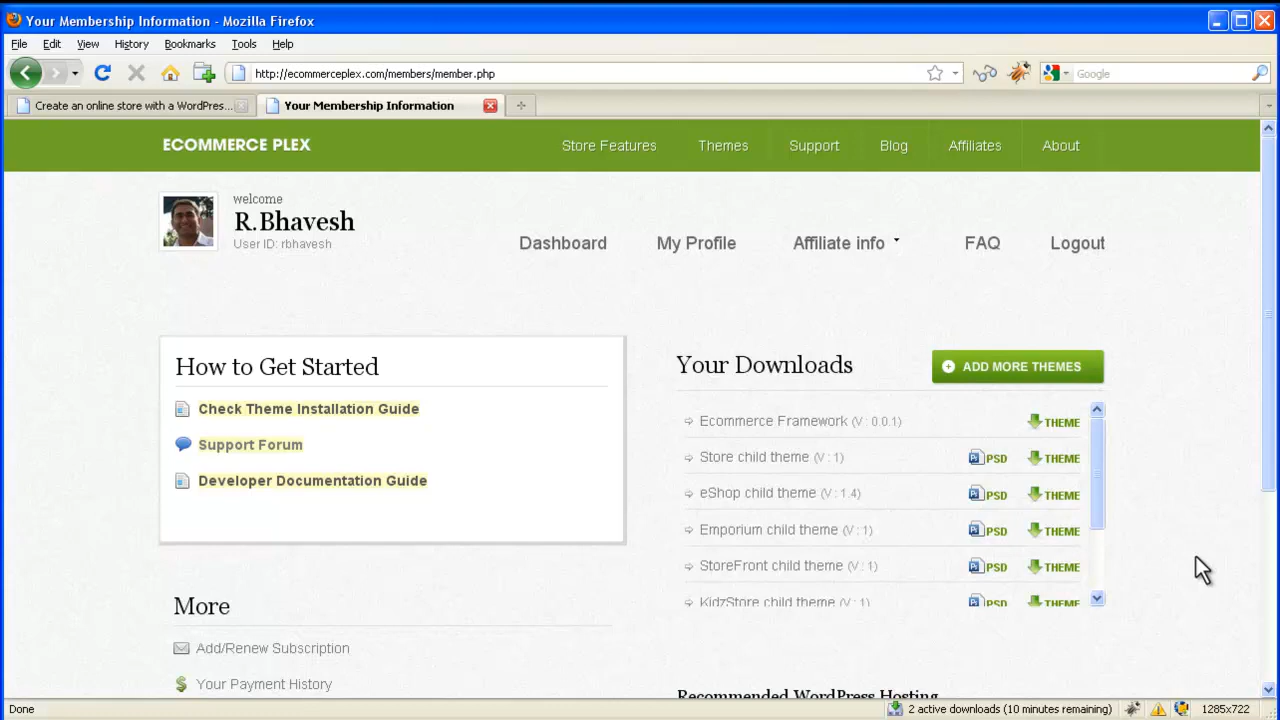 Your Membership Information - Mozilla Firefox
File Edit View History Bookmarks Tools Help
http://ecommerceplex.com/members/member.php
Google
Create an online store with a WordPres...
Your Membership Information
ECOMMERCE PLEX
Store Features Themes Support Blog Affiliates About
welcome
R.Bhavesh
User ID: rbhavesh
Dashboard My Profile Affiliate info FAQ Logout
How to Get Started
Check Theme Installation Guide
Support Forum
Developer Documentation Guide
More
Add/Renew Subscription
Your Payment History
Your Downloads
ADD MORE THEMES
Ecommerce Framework (V : 0.0.1) THEME
Store child theme (V : 1) PSD THEME
eShop child theme (V : 1.4) PSD THEME
Emporium child theme (V : 1) PSD THEME
StoreFront child theme (V : 1) PSD THEME
KidzStore child theme (V : 1) PSD THEME
Recommended WordPress Hosting
Done
2 active downloads (10 minutes remaining)
1285x722